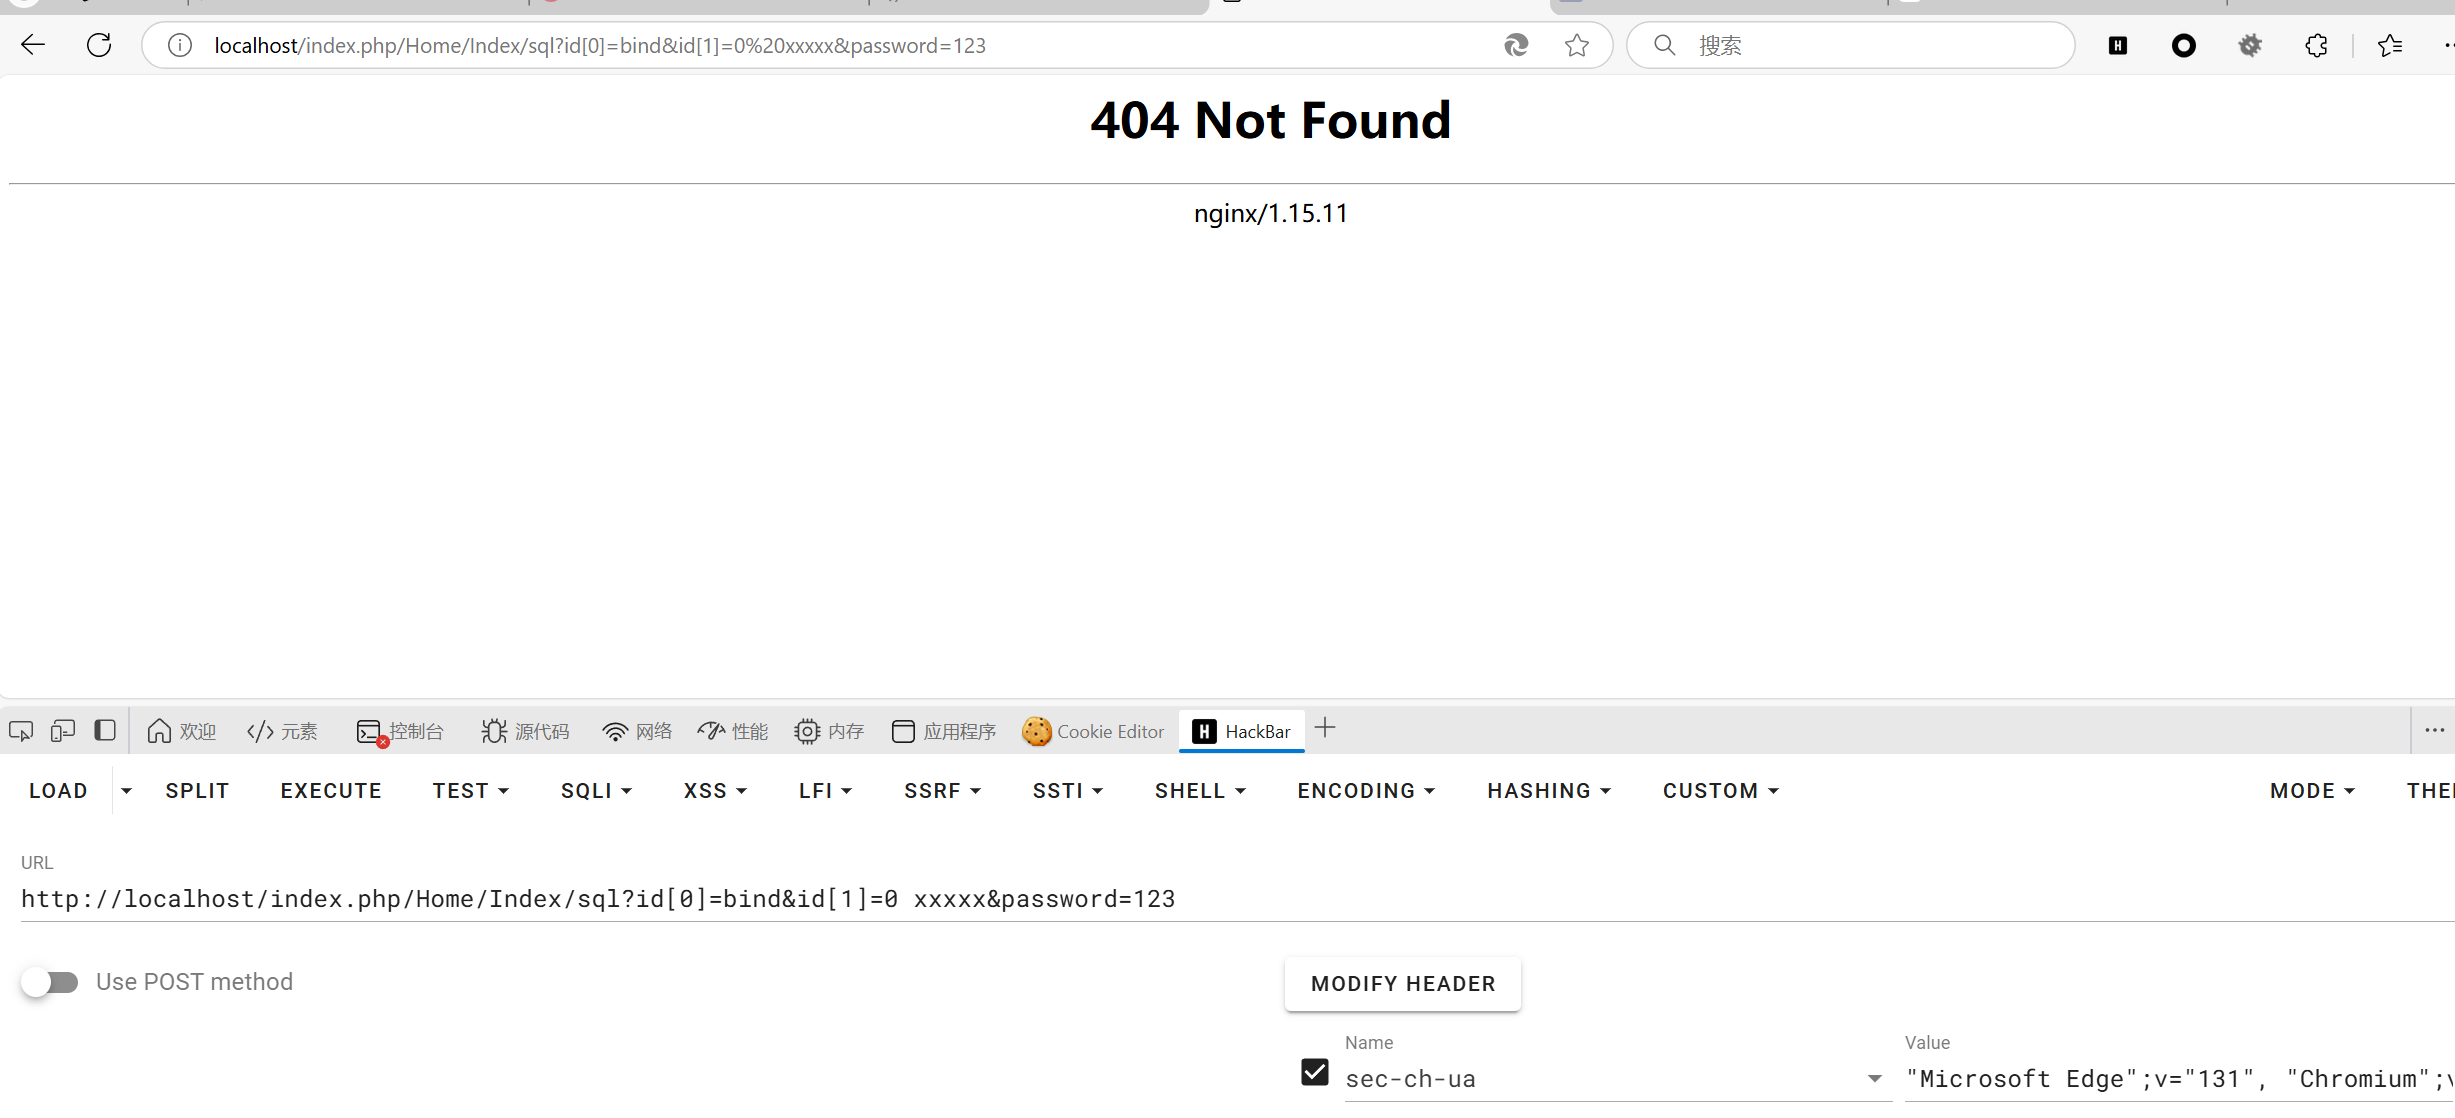 localhost/index.php/Home/Index/sql?id[0]=bind&id[1]=0%20xxxxx&password=123
搜索
404 Not Found
nginx/1.15.11
欢迎 元素 控制台 源代码 网络 性能 内存 应用程序 Cookie Editor HackBar
LOAD SPLIT EXECUTE TEST SQLI XSS LFI SSRF SSTI SHELL ENCODING HASHING CUSTOM MODE THE
URL
http://localhost/index.php/Home/Index/sql?id[0]=bind&id[1]=0 xxxxx&password=123
Use POST method
MODIFY HEADER
Name Value
sec-ch-ua "Microsoft Edge";v="131", "Chromium";v